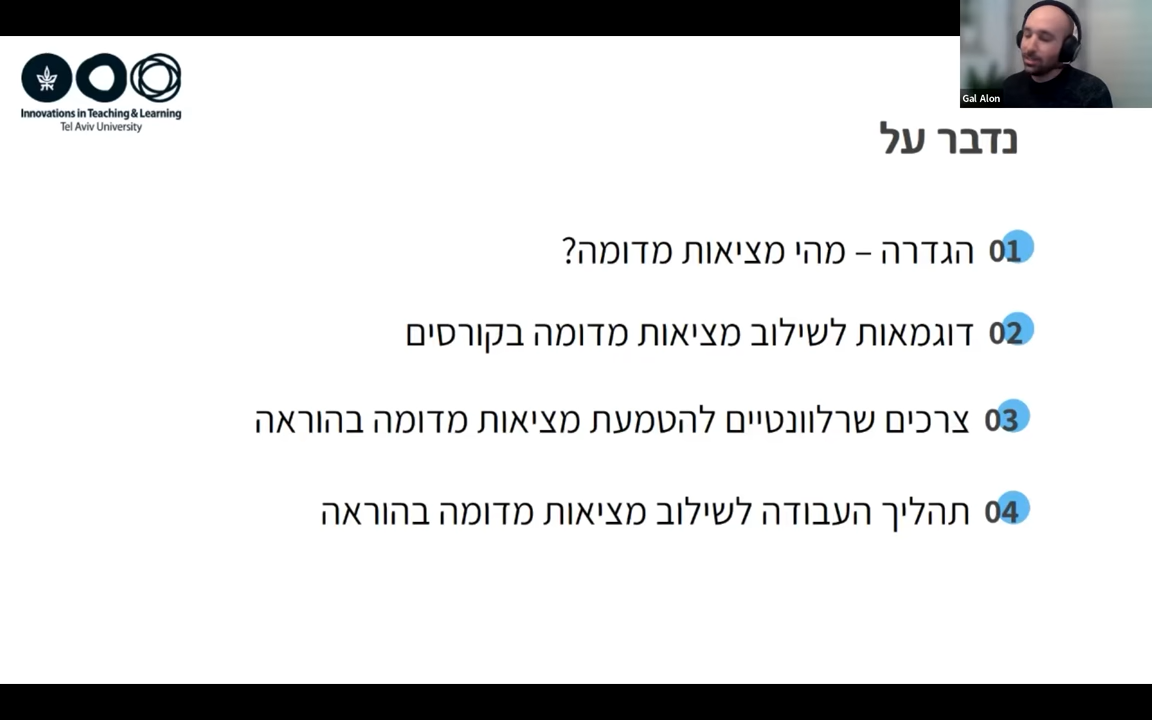 Innovations in Teaching & Learning
Tel Aviv University
Gal Alon
נדבר על
01 הגדרה – מהי מציאות מדומה?
02 דוגמאות לשילוב מציאות מדומה בקורסים
03 צרכים שרלוונטיים להטמעת מציאות מדומה בהוראה
04 תהליך העבודה לשילוב מציאות מדומה בהוראה